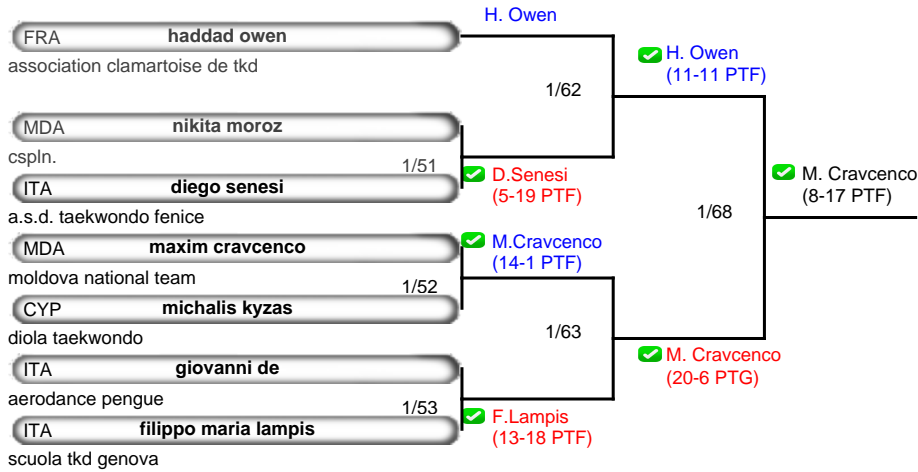 H. Owen
FRA haddad owen
association clamartoise de tkd
H. Owen
(11-11 PTF)
1/62
MDA nikita moroz
cspln.
1/51
ITA diego senesi
a.s.d. taekwondo fenice
D.Senesi
(5-19 PTF)
M. Cravcenco
(8-17 PTF)
1/68
MDA maxim cravcenco
moldova national team
M.Cravcenco
(14-1 PTF)
1/52
CYP michalis kyzas
diola taekwondo
1/63
M. Cravcenco
(20-6 PTG)
ITA giovanni de
aerodance pengue
1/53
ITA filippo maria lampis
scuola tkd genova
F.Lampis
(13-18 PTF)